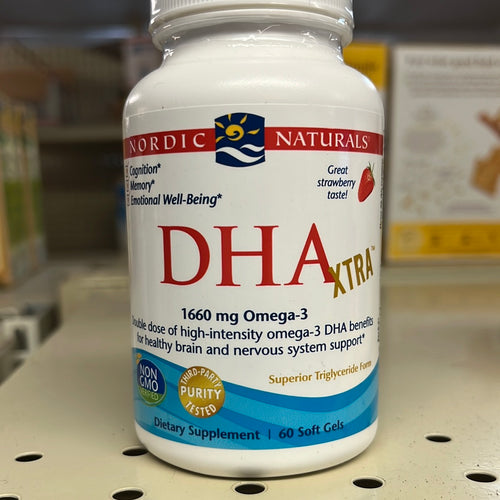 NORDIC NATURALS®
Cognition*
Memory*
Emotional Well-Being*
Great
strawberry
taste!
DHA
XTRA™
1660 mg Omega-3
Double dose of high-intensity omega-3 DHA benefits
for healthy brain and nervous system support*
Superior Triglyceride Form
NON
GMO
VERIFIED
THIRD-PARTY
PURITY
TESTED
Dietary Supplement | 60 Soft Gels